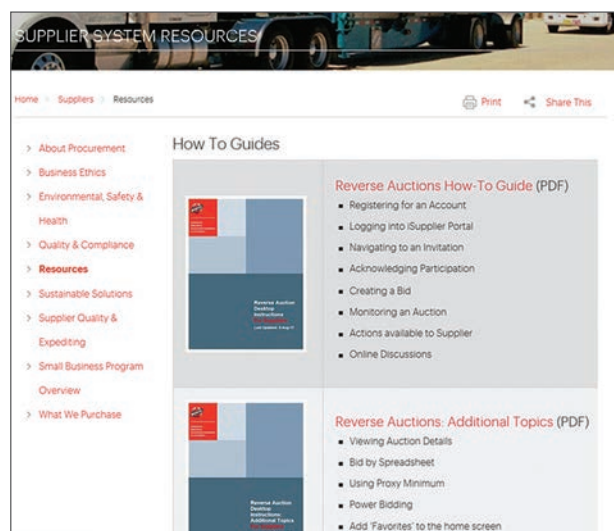 SUPPLIER SYSTEM RESOURCES
Home
Suppliers
Resources
Print
Share This
About Procurement
Business Ethics
Environmental, Safety &
Health
Quality & Compliance
Resources
Sustainable Solutions
Supplier Quality &
Expediting
Small Business Program
Overview
What We Purchase
How To Guides
Reverse Auction
Desktop
Instructions
For Suppliers
Reverse Auctions How-To Guide (PDF)
Registering for an Account
Logging into iSupplier Portal
Navigating to an Invitation
Acknowledging Participation
Creating a Bid
Monitoring an Auction
Actions available to Supplier
Online Discussions
Reverse Auction
Desktop
Instructions:
Additional Topics
Reverse Auctions: Additional Topics (PDF)
Viewing Auction Details
Bid by Spreadsheet
Using Proxy Minimum
Power Bidding
Add 'Favorites' to the home screen